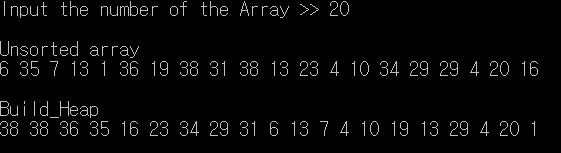 Input the number of the Array >> 20
Unsorted array
6 35 7 13 1 36 19 38 31 38 13 23 4 10 34 29 29 4 20 16
Build_Heap
38 38 36 35 16 23 34 29 31 6 13 7 4 10 19 13 29 4 20 1